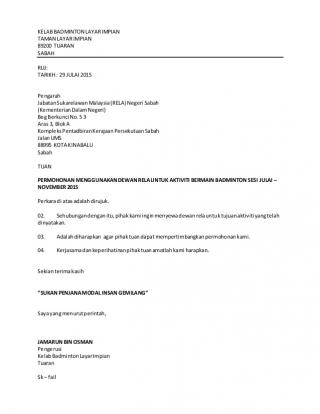 KELAB BADMINTON LAYAR IMPIAN
TAMAN LAYAR IMPIAN
89200 TUARAN
SABAH
RUJ:
TARIKH : 29 JULAI 2015
Pengarah
Jabatan Sukarelawan Malaysia (RELA) Negeri Sabah
(Kementerian Dalam Negeri)
Beg Berkunci No. 53
Aras 3, Blok A
Kompleks Pentadbiran Kerajaan Persekutuan Sabah
Jalan UMS
88995 KOTA KINABALU
Sabah
TUAN
PERMOHONAN MENGGUNAKAN DEWAN RELA UNTUK AKTIVITI BERMAIN BADMINTON SESI JULAI –
NOVEMBER 2015
Perkara di atas adalah dirujuk.
02. Sehubungan dengan itu, pihak kami ingin menyewa dewan rela untuk tujuan aktiviti yang telah
dinyatakan.
03. Adalah diharapkan agar pihak tuan dapat mempertimbangkan permohonan kami.
04. Kerjasama dan keperihatinan pihak tuan amatlah kami harapkan.
Sekian terima kasih
"SUKAN PENJANA MODAL INSAN GEMILANG"
Saya yang menurut perintah,
JAMARUN BIN OSMAN
Pengerusi
Kelab Badminton Layar Impian
Tuaran
Sk – fail